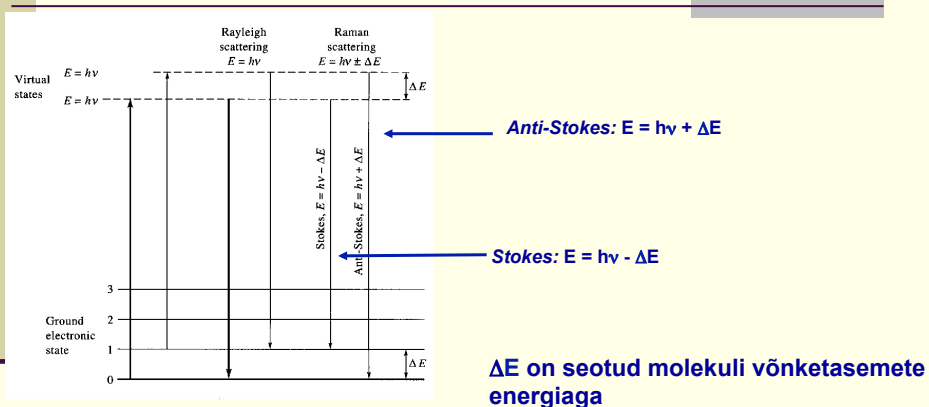 Rayleigh
scattering
E = hν
Raman
scattering
E = hν ± ΔE
Virtual
states
E = hν
E = hν
ΔE
Anti-Stokes: E = hν + ΔE
Stokes, E = hν − ΔE
Anti-Stokes, E = hν + ΔE
Stokes: E = hν - ΔE
3
2
1
0
Ground
electronic
state
ΔE
ΔE on seotud molekuli võnketasemete
energiaga